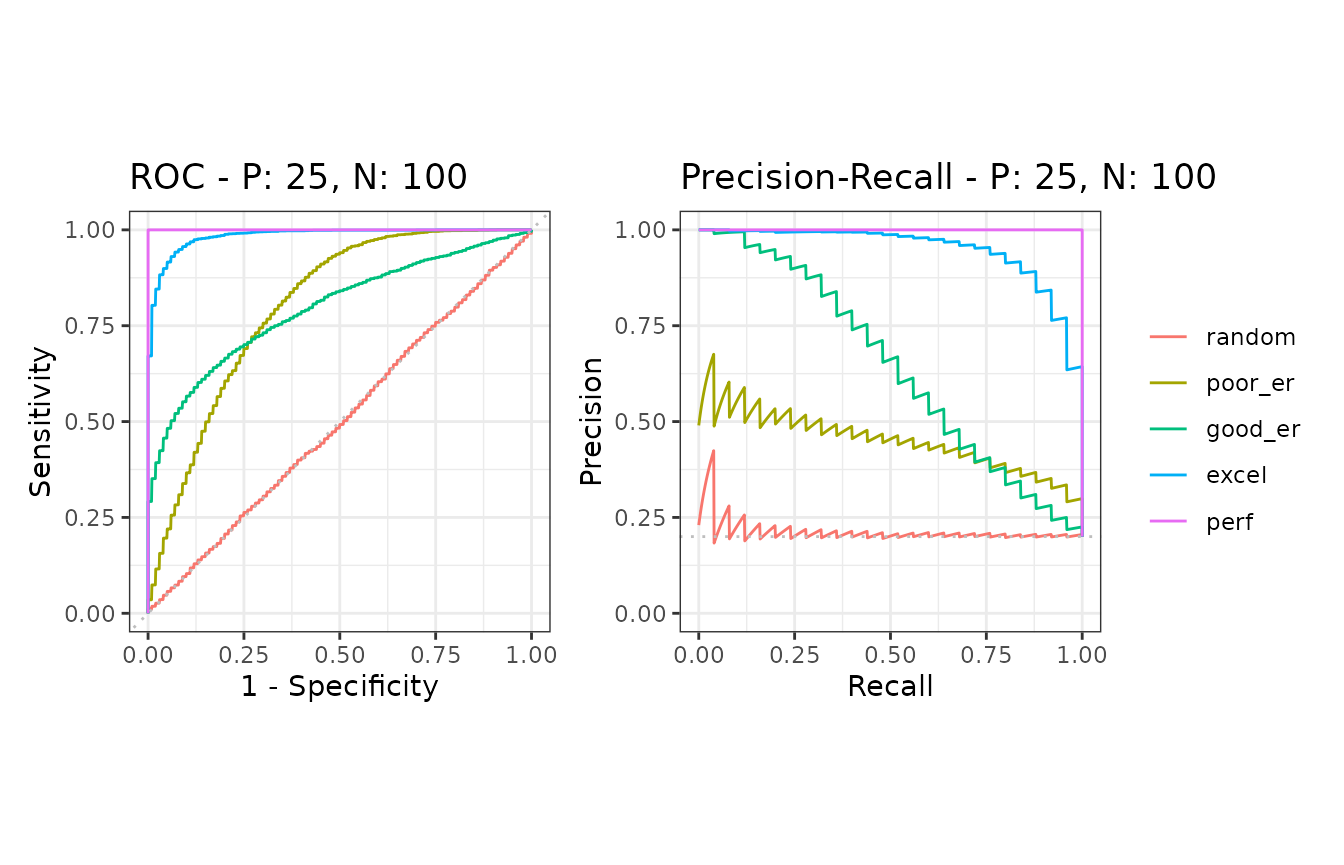 ROC - P: 25, N: 100
Sensitivity
1.00
0.75
0.50
0.25
0.00
0.00 0.25 0.50 0.75 1.00
1 - Specificity
Precision-Recall - P: 25, N: 100
Precision
1.00
0.75
0.50
0.25
0.00
0.00 0.25 0.50 0.75 1.00
Recall
random
poor_er
good_er
excel
perf